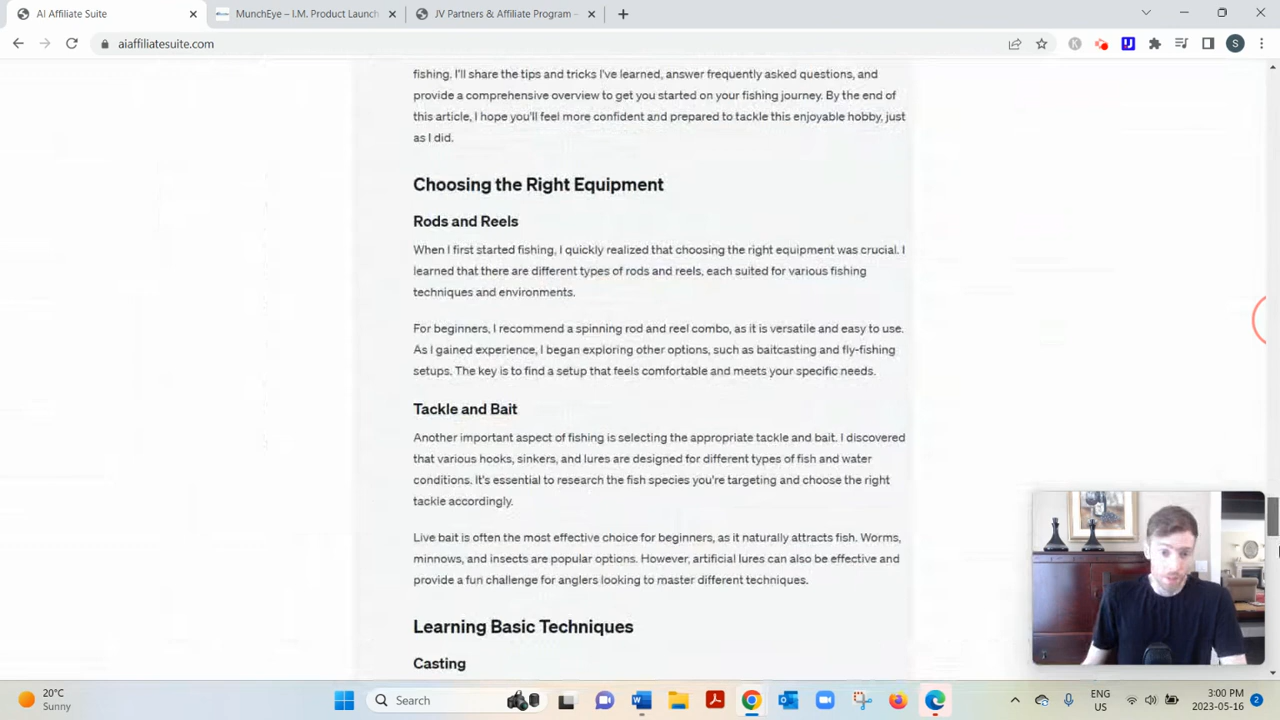 AI Affiliate Suite
MunchEye – I.M. Product Launch
JV Partners & Affiliate Program –
aiaffiliatesuite.com
S
fishing. I'll share the tips and tricks I've learned, answer frequently asked questions, and
provide a comprehensive overview to get you started on your fishing journey. By the end of
this article, I hope you'll feel more confident and prepared to tackle this enjoyable hobby, just
as I did.
Choosing the Right Equipment
Rods and Reels
When I first started fishing, I quickly realized that choosing the right equipment was crucial. I
learned that there are different types of rods and reels, each suited for various fishing
techniques and environments.
For beginners, I recommend a spinning rod and reel combo, as it is versatile and easy to use.
As I gained experience, I began exploring other options, such as baitcasting and fly-fishing
setups. The key is to find a setup that feels comfortable and meets your specific needs.
Tackle and Bait
Another important aspect of fishing is selecting the appropriate tackle and bait. I discovered
that various hooks, sinkers, and lures are designed for different types of fish and water
conditions. It's essential to research the fish species you're targeting and choose the right
tackle accordingly.
Live bait is often the most effective choice for beginners, as it naturally attracts fish. Worms,
minnows, and insects are popular options. However, artificial lures can also be effective and
provide a fun challenge for anglers looking to master different techniques.
Learning Basic Techniques
Casting
20°C
Sunny
Search
ENG
US
3:00 PM
2023-05-16
2